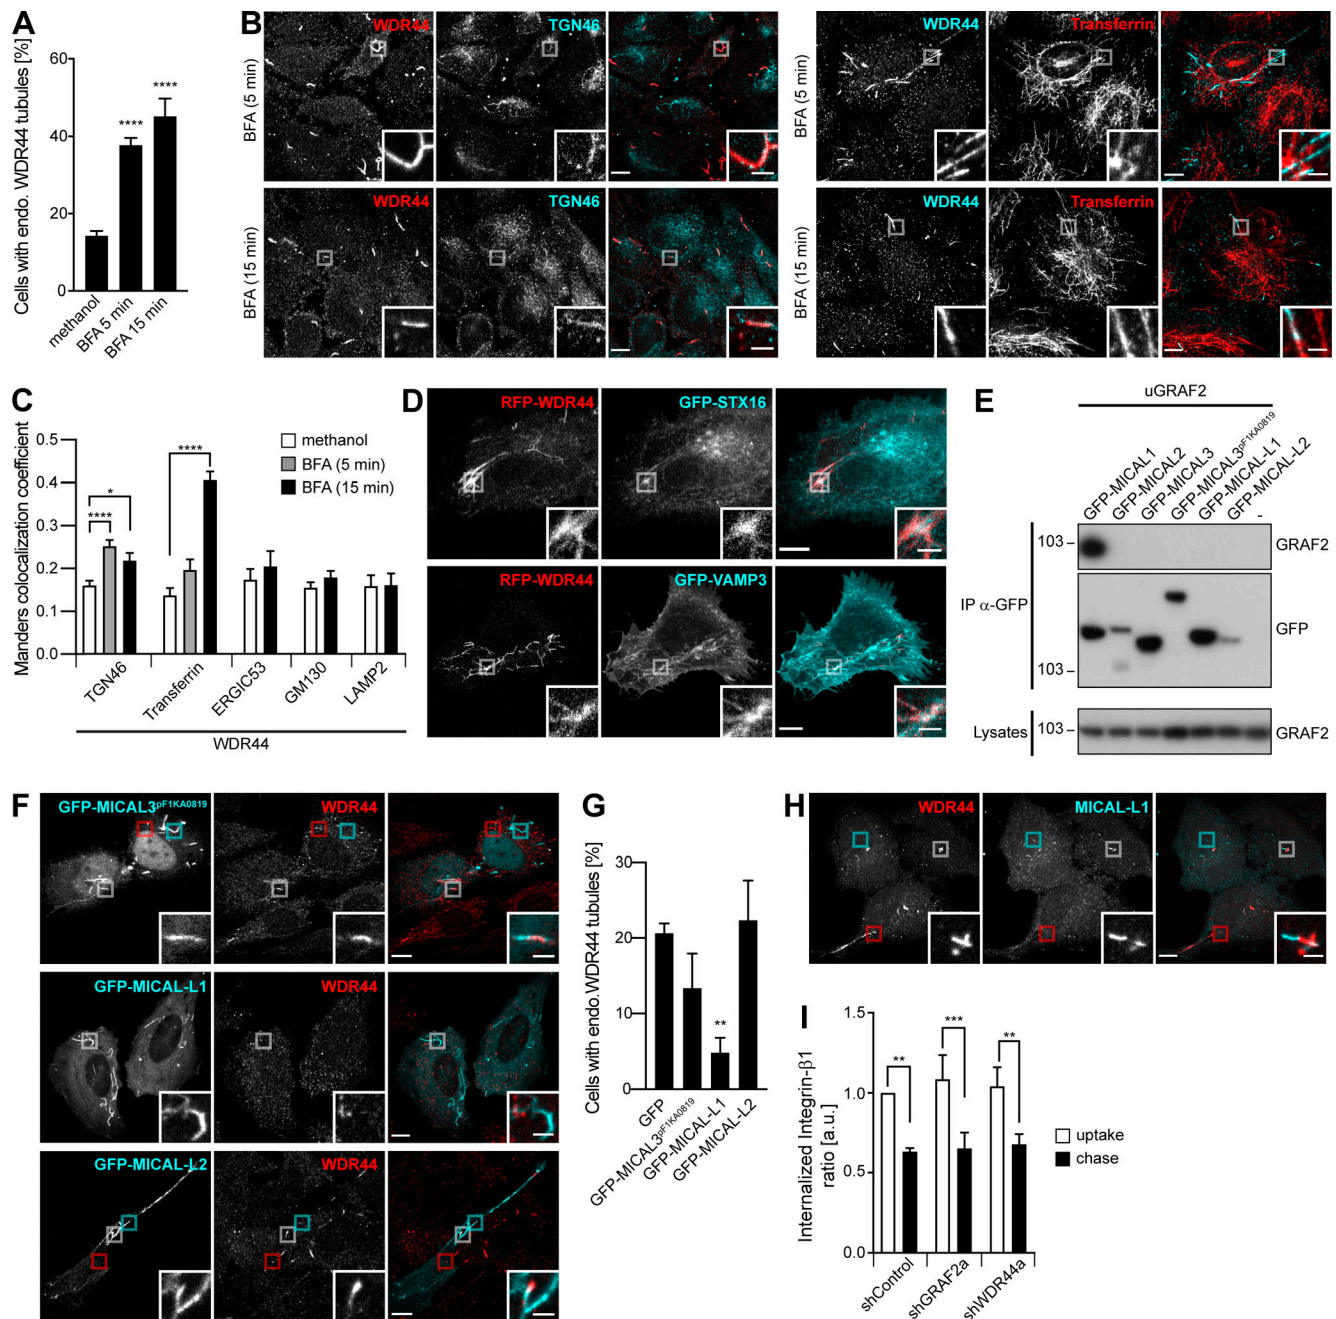 A
Cells with endo. WDR44 tubules [%]
60
40
20
0
****
****
methanol
BFA 5 min
BFA 15 min
B
BFA (5 min)
WDR44
TGN46
BFA (15 min)
WDR44
TGN46
BFA (5 min)
WDR44
Transferrin
BFA (15 min)
WDR44
Transferrin
C
Manders colocalization coefficient
0.5
0.4
0.3
0.2
0.1
0.0
****
*
****
methanol
BFA (5 min)
BFA (15 min)
TGN46
Transferrin
ERGIC53
GM130
LAMP2
WDR44
D
RFP-WDR44
GFP-STX16
RFP-WDR44
GFP-VAMP3
E
uGRAF2
GFP-MICAL1
GFP-MICAL2
GFP-MICAL3
GFP-MICAL3pF1KA0819
GFP-MICAL-L1
GFP-MICAL-L2
-
IP α-GFP
103
GRAF2
GFP
103
Lysates
103
GRAF2
F
GFP-MICAL3pF1KA0819
WDR44
GFP-MICAL-L1
WDR44
GFP-MICAL-L2
WDR44
G
Cells with endo. WDR44 tubules [%]
30
20
10
0
**
GFP
GFP-MICAL3pF1KA0819
GFP-MICAL-L1
GFP-MICAL-L2
H
WDR44
MICAL-L1
I
Internalized Integrin-β1
ratio [a.u.]
1.5
1.0
0.5
0.0
**
***
**
uptake
chase
shControl
shGRAF2a
shWDR44a